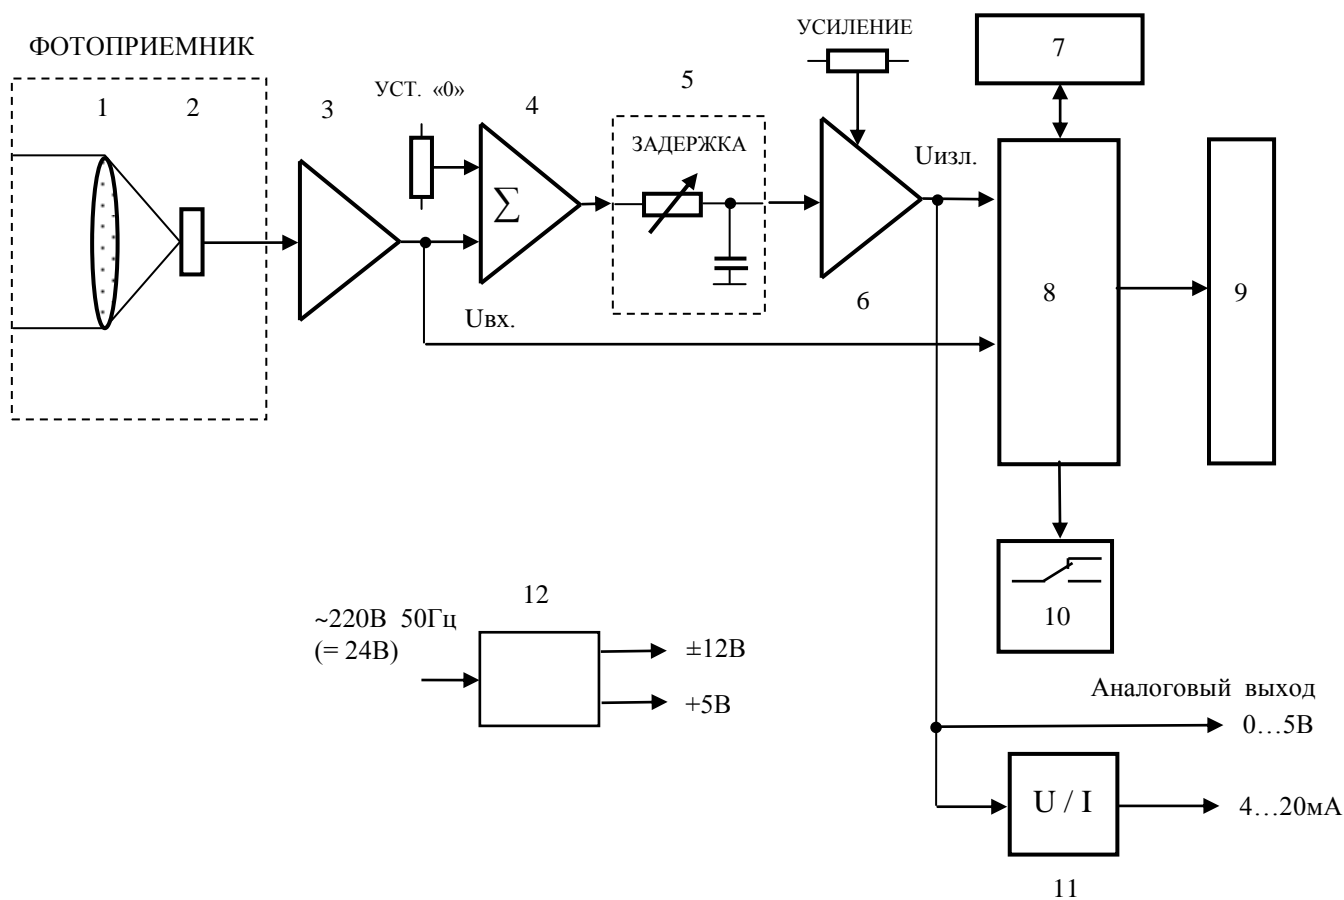 УСИЛЕНИЕ
ФОТОПРИЕМНИК
7
УСТ. «0»
5
1
2
3
4
ЗАДЕРЖКА
Uизл.
∑
Uвх.
6
8
9
12
10
~220В 50Гц
(= 24В)
±12В
+5В
Аналоговый выход
0…5В
U / I
4…20мА
11